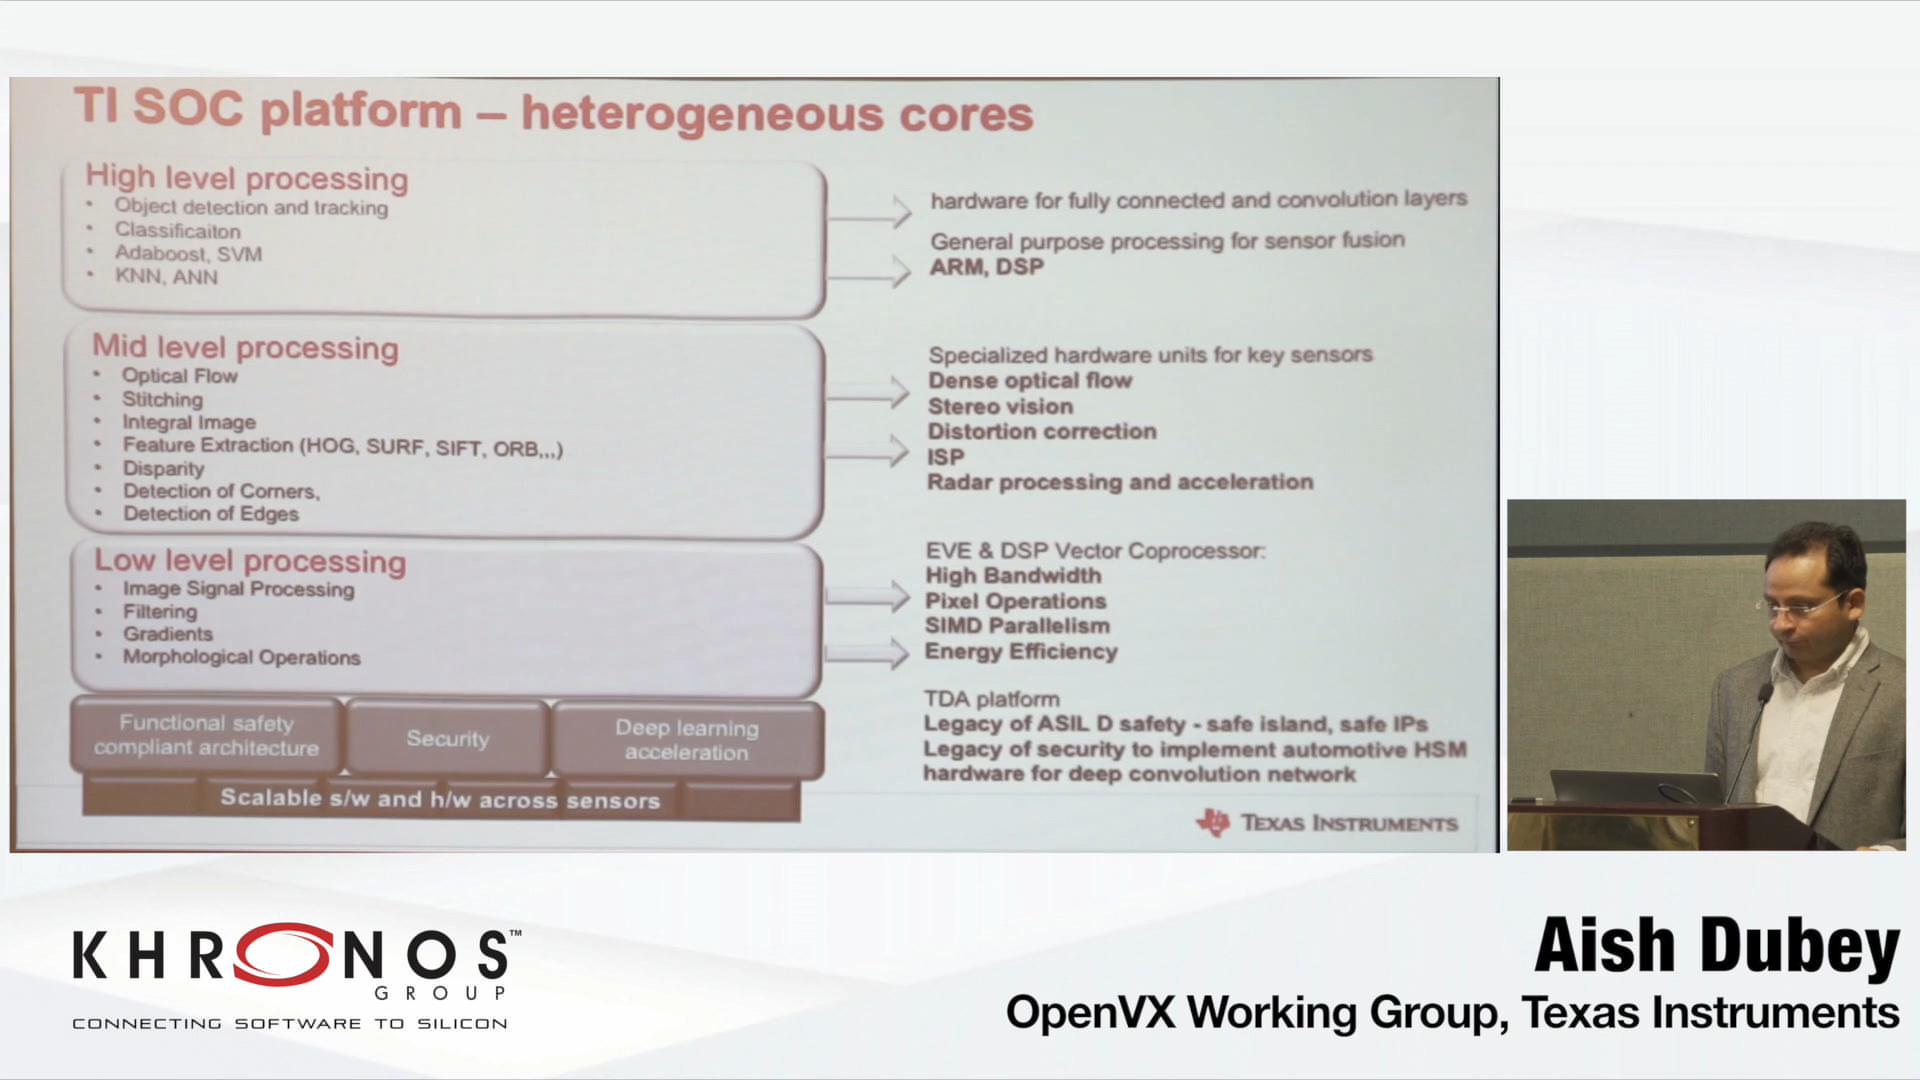 TI SOC platform – heterogeneous cores
High level processing
• Object detection and tracking
• Classificaiton
• Adaboost, SVM
• KNN, ANN
hardware for fully connected and convolution layers
General purpose processing for sensor fusion
ARM, DSP
Mid level processing
• Optical Flow
• Stitching
• Integral Image
• Feature Extraction (HOG, SURF, SIFT, ORB,,,)
• Disparity
• Detection of Corners,
• Detection of Edges
Specialized hardware units for key sensors
Dense optical flow
Stereo vision
Distortion correction
ISP
Radar processing and acceleration
Low level processing
• Image Signal Processing
• Filtering
• Gradients
• Morphological Operations
EVE & DSP Vector Coprocessor:
High Bandwidth
Pixel Operations
SIMD Parallelism
Energy Efficiency
Functional safety
compliant architecture
Security
Deep learning
acceleration
Scalable s/w and h/w across sensors
TDA platform
Legacy of ASIL D safety - safe island, safe IPs
Legacy of security to implement automotive HSM
hardware for deep convolution network
TEXAS INSTRUMENTS
KHRONOS™
GROUP
CONNECTING SOFTWARE TO SILICON
Aish Dubey
OpenVX Working Group, Texas Instruments